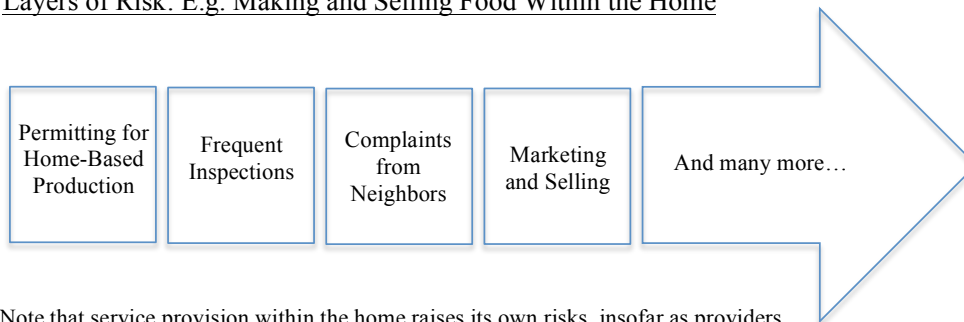 Layers of Risk: E.g. Making and Selling Food Within the Home
Permitting for
Home-Based
Production
Frequent
Inspections
Complaints
from
Neighbors
Marketing
and Selling
And many more…
Note that service provision within the home raises its own risks, insofar as providers